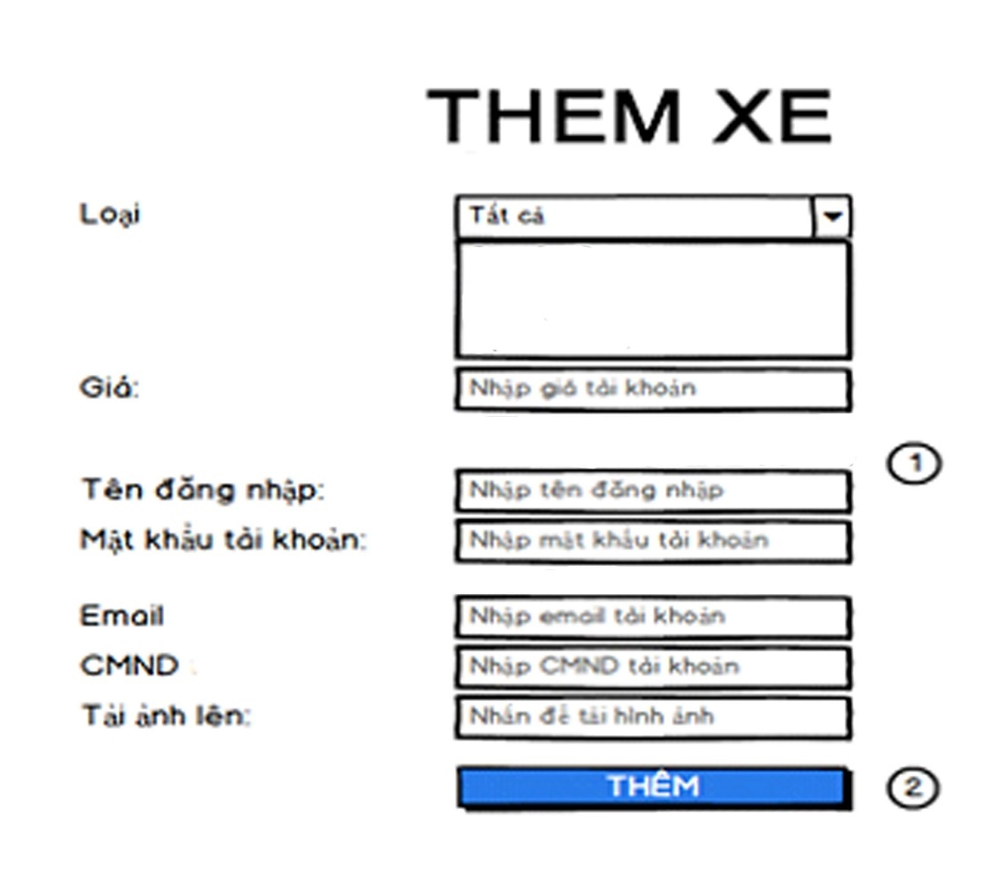 THEM XE
Loại Tất cả
Giá: Nhập giá tài khoản
1
Tên đăng nhập: Nhập tên đăng nhập
Mật khẩu tài khoản: Nhập mật khẩu tài khoản
Email Nhập email tài khoản
CMND : Nhập CMND tài khoản
Tải ảnh lên: Nhấn để tải hình ảnh
THÊM 2